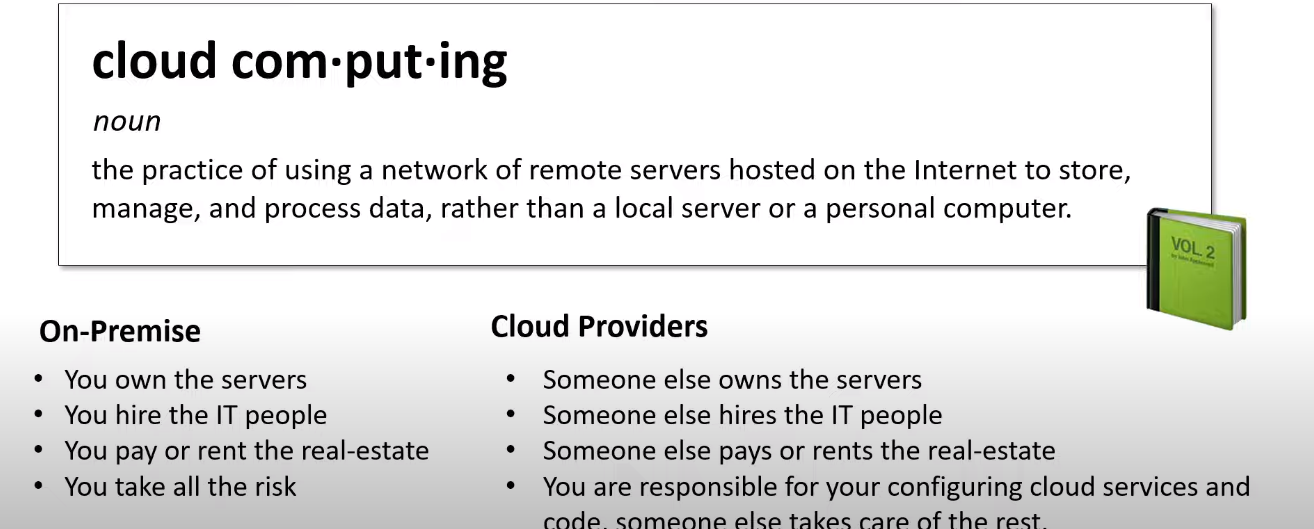 cloud com·put·ing
noun
the practice of using a network of remote servers hosted on the Internet to store,
manage, and process data, rather than a local server or a personal computer.
VOL. 2
On-Premise
• You own the servers
• You hire the IT people
• You pay or rent the real-estate
• You take all the risk
Cloud Providers
• Someone else owns the servers
• Someone else hires the IT people
• Someone else pays or rents the real-estate
• You are responsible for your configuring cloud services and
code, someone else takes care of the rest.